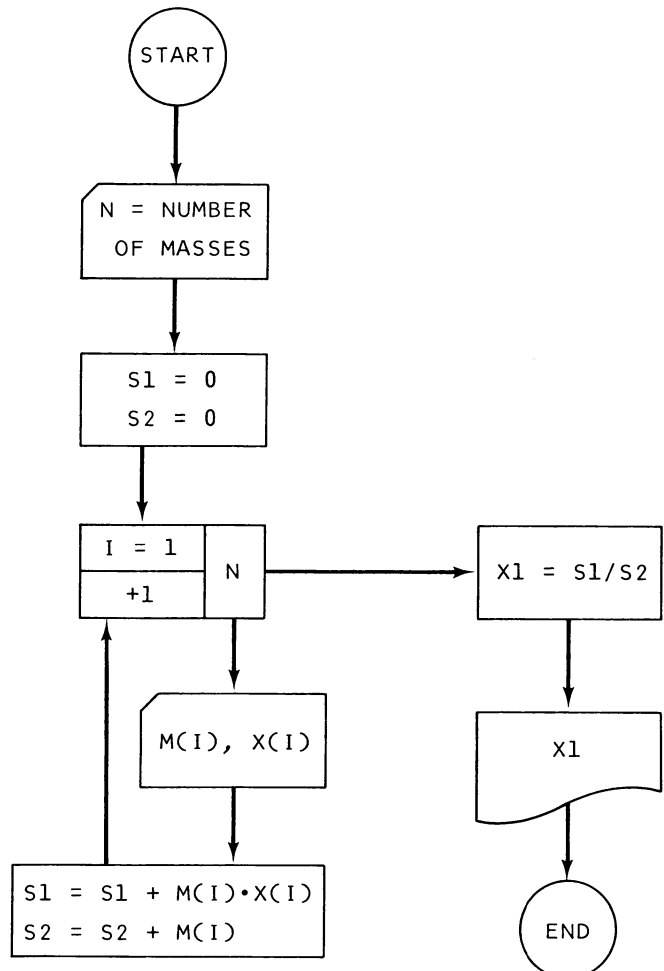 START
N = NUMBER
OF MASSES
S1 = 0
S2 = 0
I = 1
+1
N
M(I), X(I)
S1 = S1 + M(I)•X(I)
S2 = S2 + M(I)
X1 = S1/S2
X1
END